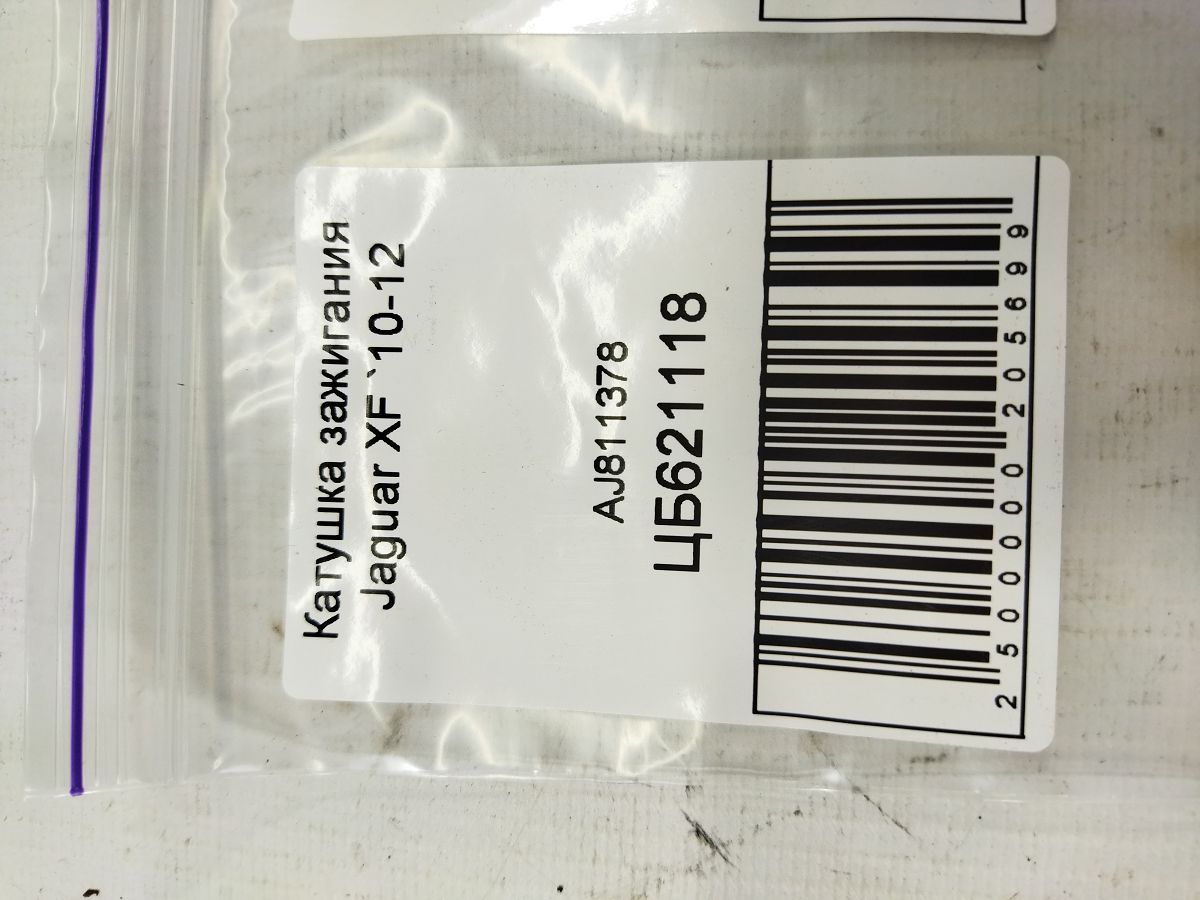 Катушка зажигания
Jaguar XF `10-12
AJ811378
ЦБ621118
2500000205699